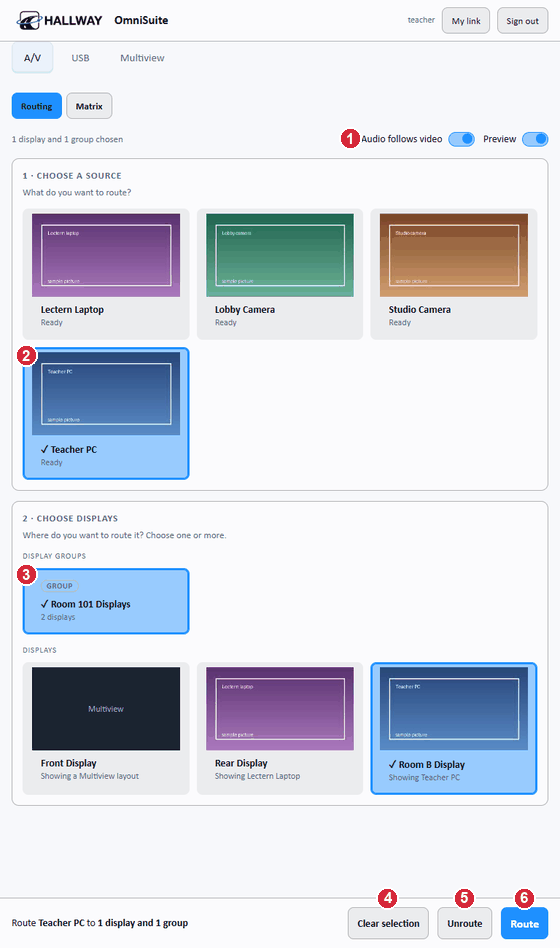 HALLWAY OmniSuite teacher My link Sign out
A/V USB Multiview
Routing Matrix
1 display and 1 group chosen 1 Audio follows video Preview
1 · CHOOSE A SOURCE
What do you want to route?
Lectern laptop Lobby camera Studio camera
sample picture sample picture sample picture
Lectern Laptop Lobby Camera Studio Camera
Ready Ready Ready
2
Teacher PC
sample picture
✓ Teacher PC
Ready
2 · CHOOSE DISPLAYS
Where do you want to route it? Choose one or more.
DISPLAY GROUPS
3
GROUP
✓ Room 101 Displays
2 displays
DISPLAYS
Lectern laptop Teacher PC
Multiview
sample picture sample picture
Front Display Rear Display ✓ Room B Display
Showing a Multiview layout Showing Lectern Laptop Showing Teacher PC
4 5 6
Route Teacher PC to 1 display and 1 group Clear selection Unroute Route